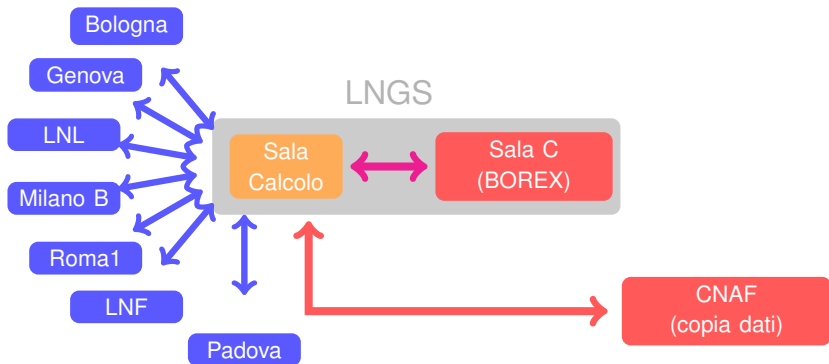 Bologna
Genova
LNGS
LNL
Sala
Calcolo
Sala C
(BOREX)
Milano B
Roma1
LNF
CNAF
(copia dati)
Padova